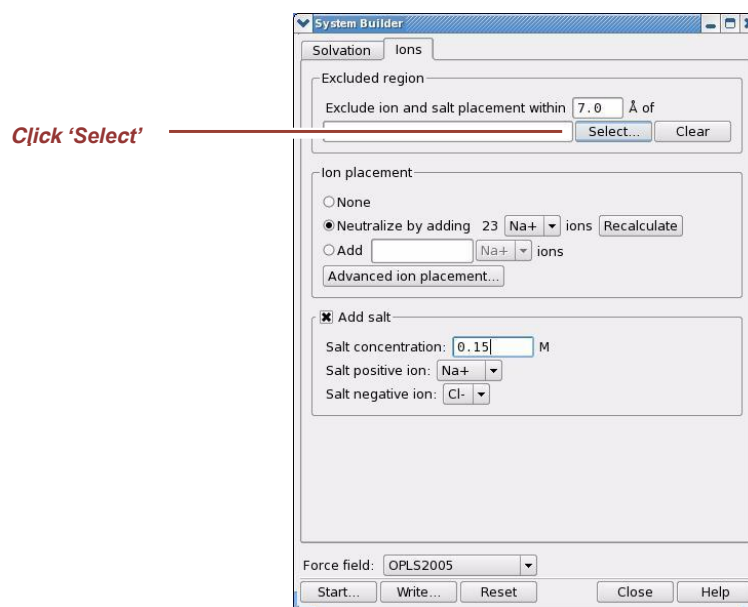 System Builder
Solvation Ions
Excluded region
Exclude ion and salt placement within 7.0 Å of
Click ‘Select’
Select... Clear
Ion placement
None
Neutralize by adding 23 Na+ ions Recalculate
Add Na+ ions
Advanced ion placement...
Add salt
Salt concentration: 0.15 M
Salt positive ion: Na+
Salt negative ion: Cl-
Force field: OPLS2005
Start... Write... Reset Close Help